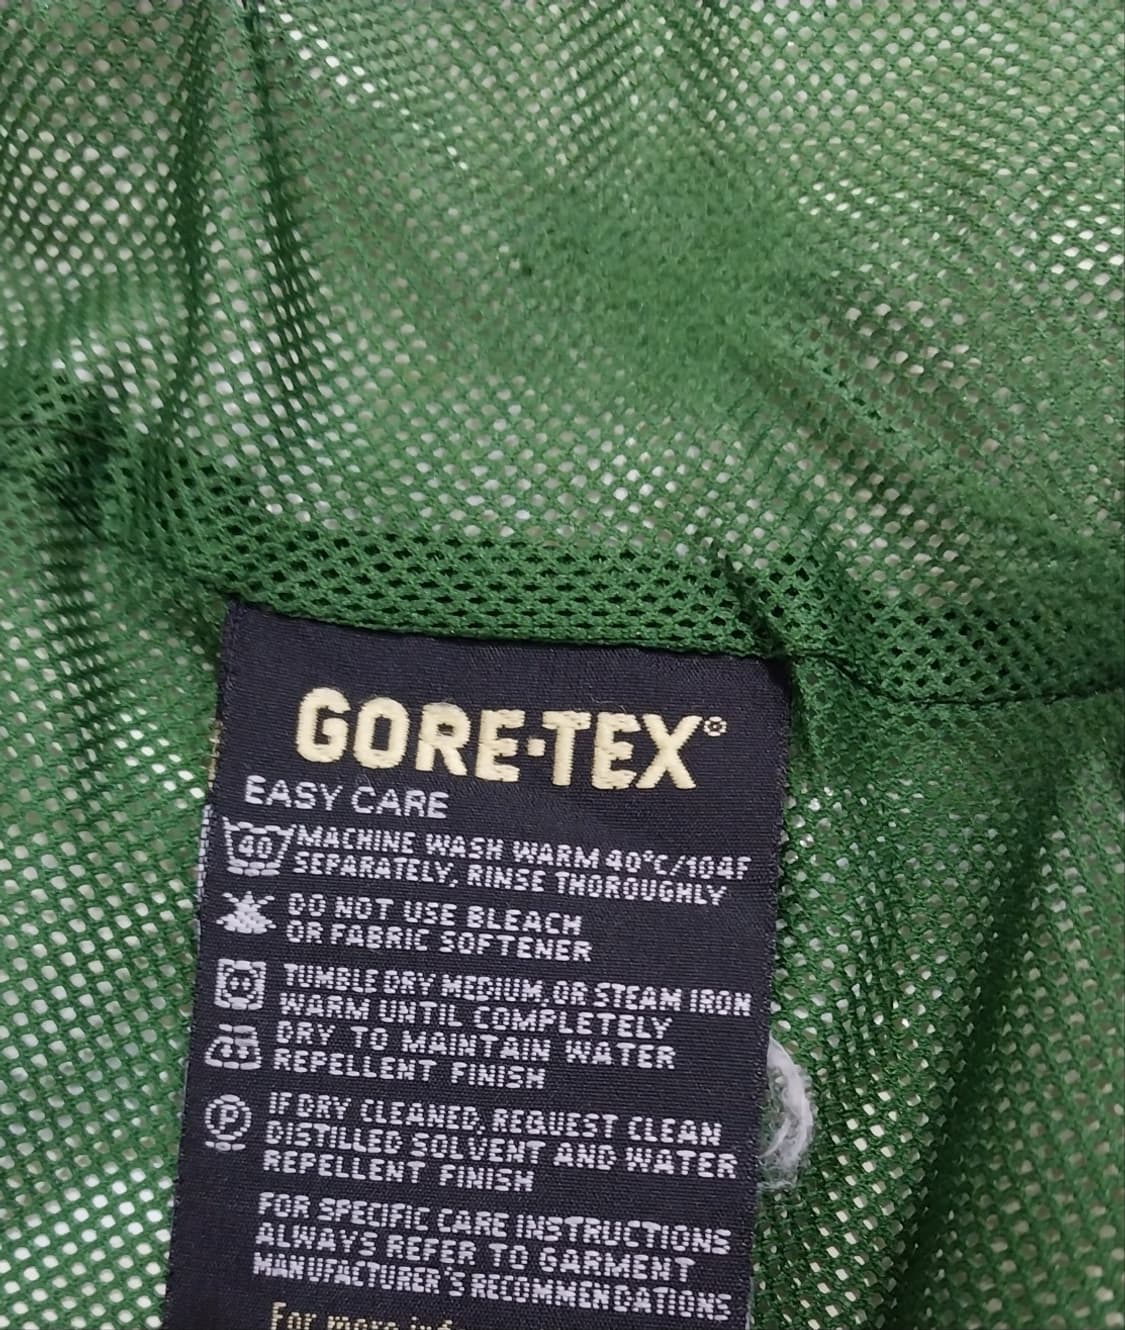 GORE-TEX®
EASY CARE
40 MACHINE WASH WARM 40°C/104F
SEPARATELY, RINSE THOROUGHLY
DO NOT USE BLEACH
OR FABRIC SOFTENER
TUMBLE DRY MEDIUM, OR STEAM IRON
WARM UNTIL COMPLETELY
DRY TO MAINTAIN WATER
REPELLENT FINISH
P IF DRY CLEANED, REQUEST CLEAN
DISTILLED SOLVENT AND WATER
REPELLENT FINISH
FOR SPECIFIC CARE INSTRUCTIONS
ALWAYS REFER TO GARMENT
MANUFACTURER'S RECOMMENDATIONS
For more